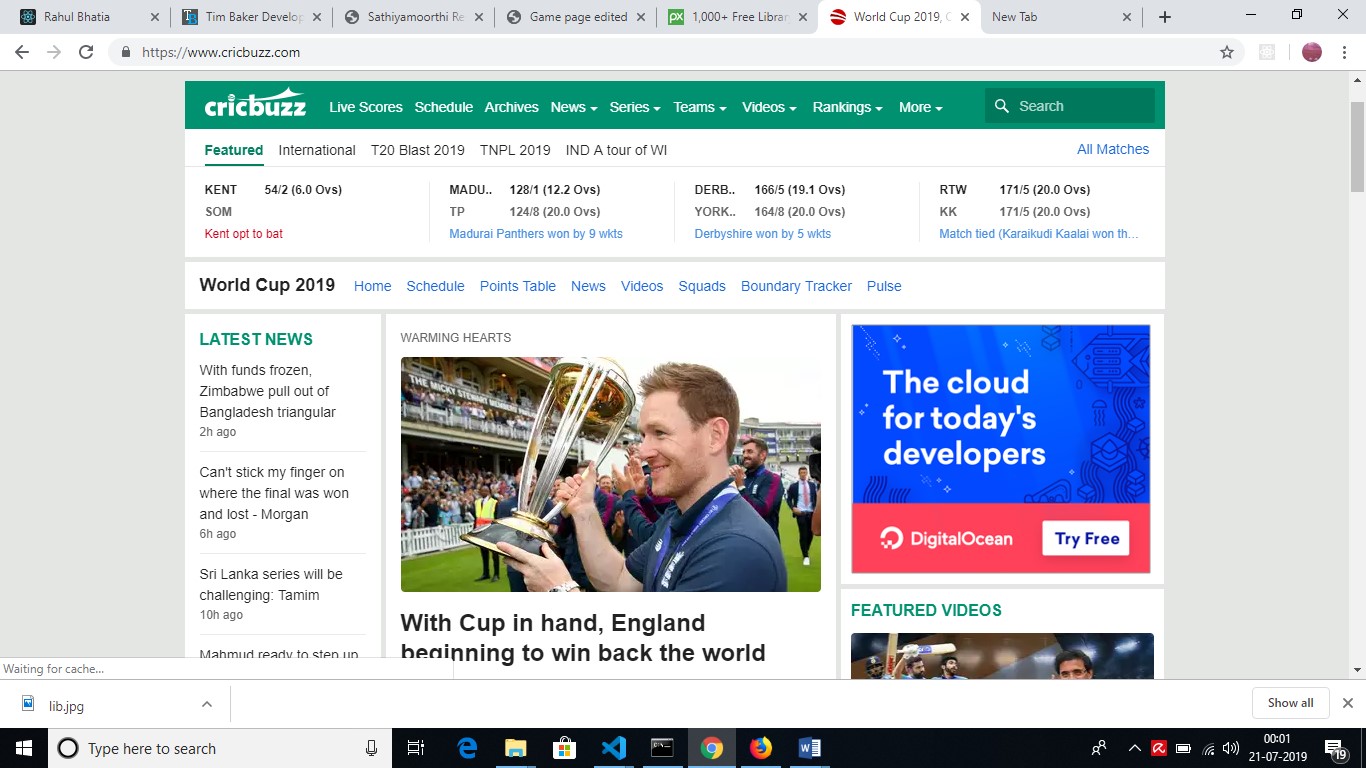 Rahul Bhatia
Tim Baker Develop
Sathiyamoorthi Re
Game page edited
1,000+ Free Librar
World Cup 2019, C
New Tab
https://www.cricbuzz.com
cricbuzz
Live Scores
Schedule
Archives
News
Series
Teams
Videos
Rankings
More
Search
Featured
International
T20 Blast 2019
TNPL 2019
IND A tour of WI
All Matches
KENT 54/2 (6.0 Ovs)
SOM
Kent opt to bat
MADU.. 128/1 (12.2 Ovs)
TP 124/8 (20.0 Ovs)
Madurai Panthers won by 9 wkts
DERB.. 166/5 (19.1 Ovs)
YORK.. 164/8 (20.0 Ovs)
Derbyshire won by 5 wkts
RTW 171/5 (20.0 Ovs)
KK 171/5 (20.0 Ovs)
Match tied (Karaikudi Kaalai won th...
World Cup 2019
Home
Schedule
Points Table
News
Videos
Squads
Boundary Tracker
Pulse
LATEST NEWS
With funds frozen,
Zimbabwe pull out of
Bangladesh triangular
2h ago
Can't stick my finger on
where the final was won
and lost - Morgan
6h ago
Sri Lanka series will be
challenging: Tamim
10h ago
Mahmud ready to step up
WARMING HEARTS
THE MICKY STEWART MEMBERS'
With Cup in hand, England
beginning to win back the world
The cloud
for today's
developers
DigitalOcean
Try Free
FEATURED VIDEOS
Waiting for cache...
lib.jpg
Show all
Type here to search
00:01
21-07-2019
19